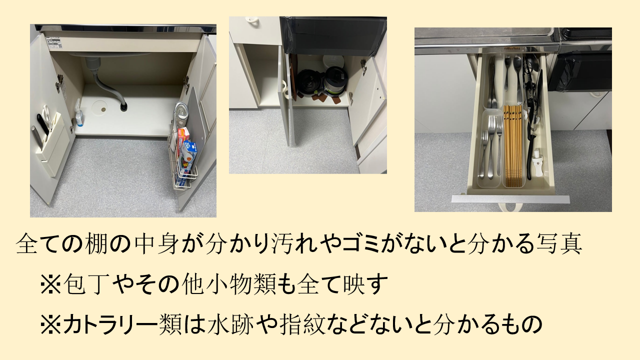 全ての棚の中身が分かり汚れやゴミがないと分かる写真
※包丁やその他小物類も全て映す
※カトラリー類は水跡や指紋などないと分かるもの